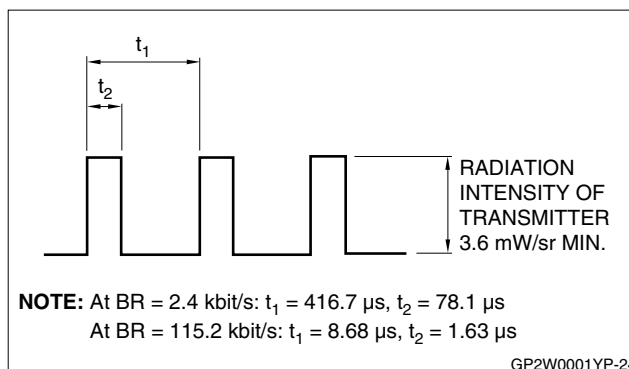 t1
t2
RADIATION
INTENSITY OF
TRANSMITTER
3.6 mW/sr MIN.
NOTE: At BR = 2.4 kbit/s: t1 = 416.7 µs, t2 = 78.1 µs
At BR = 115.2 kbit/s: t1 = 8.68 µs, t2 = 1.63 µs